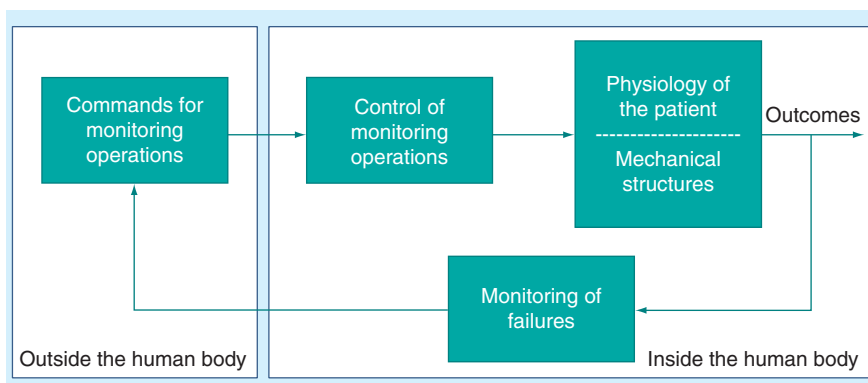 Commands for
monitoring
operations
Control of
monitoring
operations
Physiology of
the patient
Mechanical
structures
Outcomes
Monitoring of
failures
Outside the human body
Inside the human body